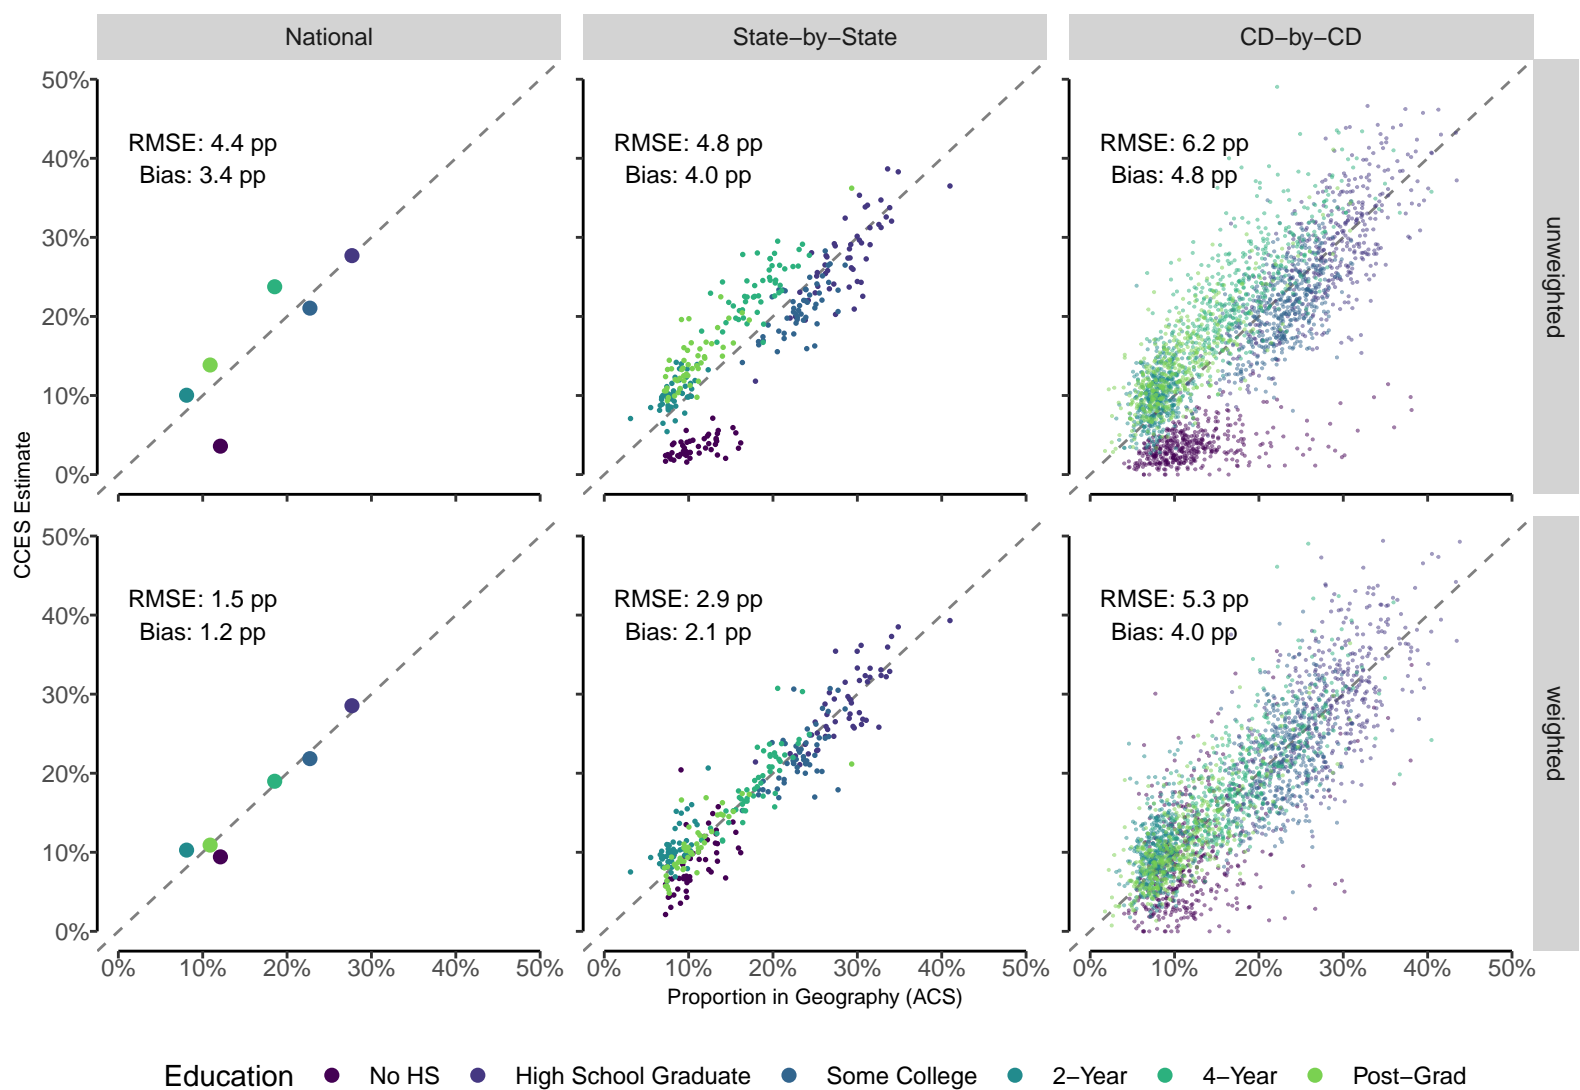 National
State−by−State
CD−by−CD
50%
40%
30%
20%
10%
0%
RMSE: 4.4 pp
Bias: 3.4 pp
RMSE: 4.8 pp
Bias: 4.0 pp
RMSE: 6.2 pp
Bias: 4.8 pp
unweighted
CCES Estimate
50%
40%
30%
20%
10%
0%
RMSE: 1.5 pp
Bias: 1.2 pp
RMSE: 2.9 pp
Bias: 2.1 pp
RMSE: 5.3 pp
Bias: 4.0 pp
weighted
0% 10% 20% 30% 40% 50%
0% 10% 20% 30% 40% 50%
0% 10% 20% 30% 40% 50%
Proportion in Geography (ACS)
Education No HS High School Graduate Some College 2−Year 4−Year Post−Grad